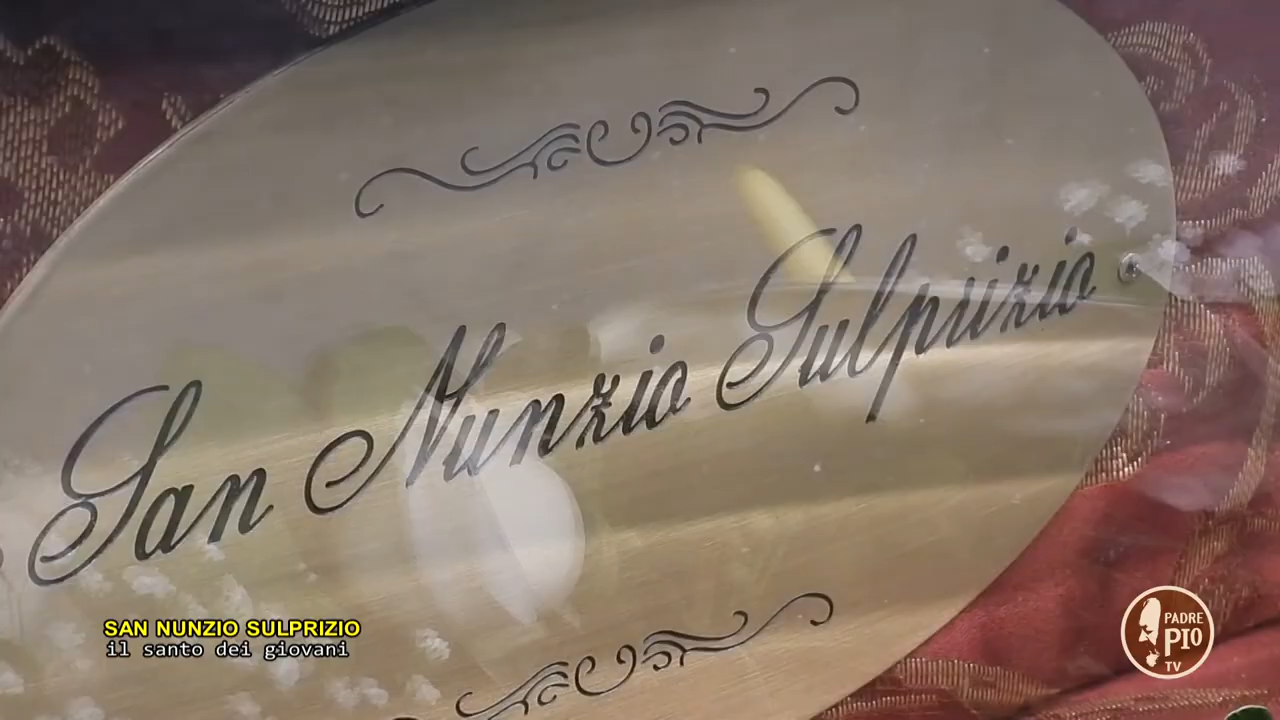 San Nunzio Sulprizio
SAN NUNZIO SULPRIZIO
il santo dei giovani
PADRE
PIO
TV